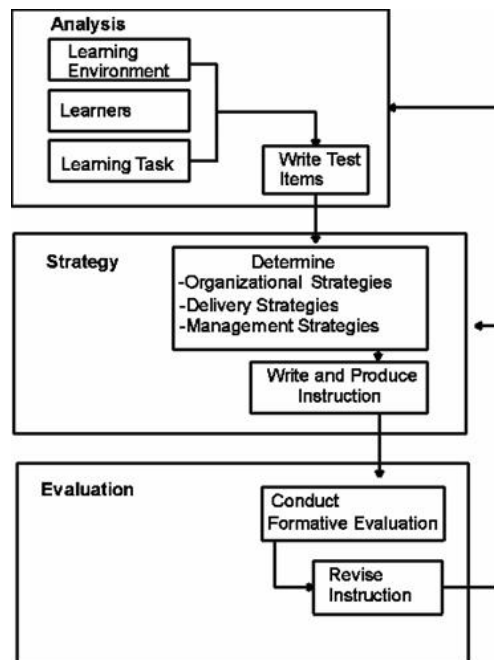 Analysis
Learning
Environment
Learners
Learning Task
Write Test
Items
Strategy
Determine
-Organizational Strategies
-Delivery Strategies
-Management Strategies
Write and Produce
Instruction
Evaluation
Conduct
Formative Evaluation
Revise
Instruction